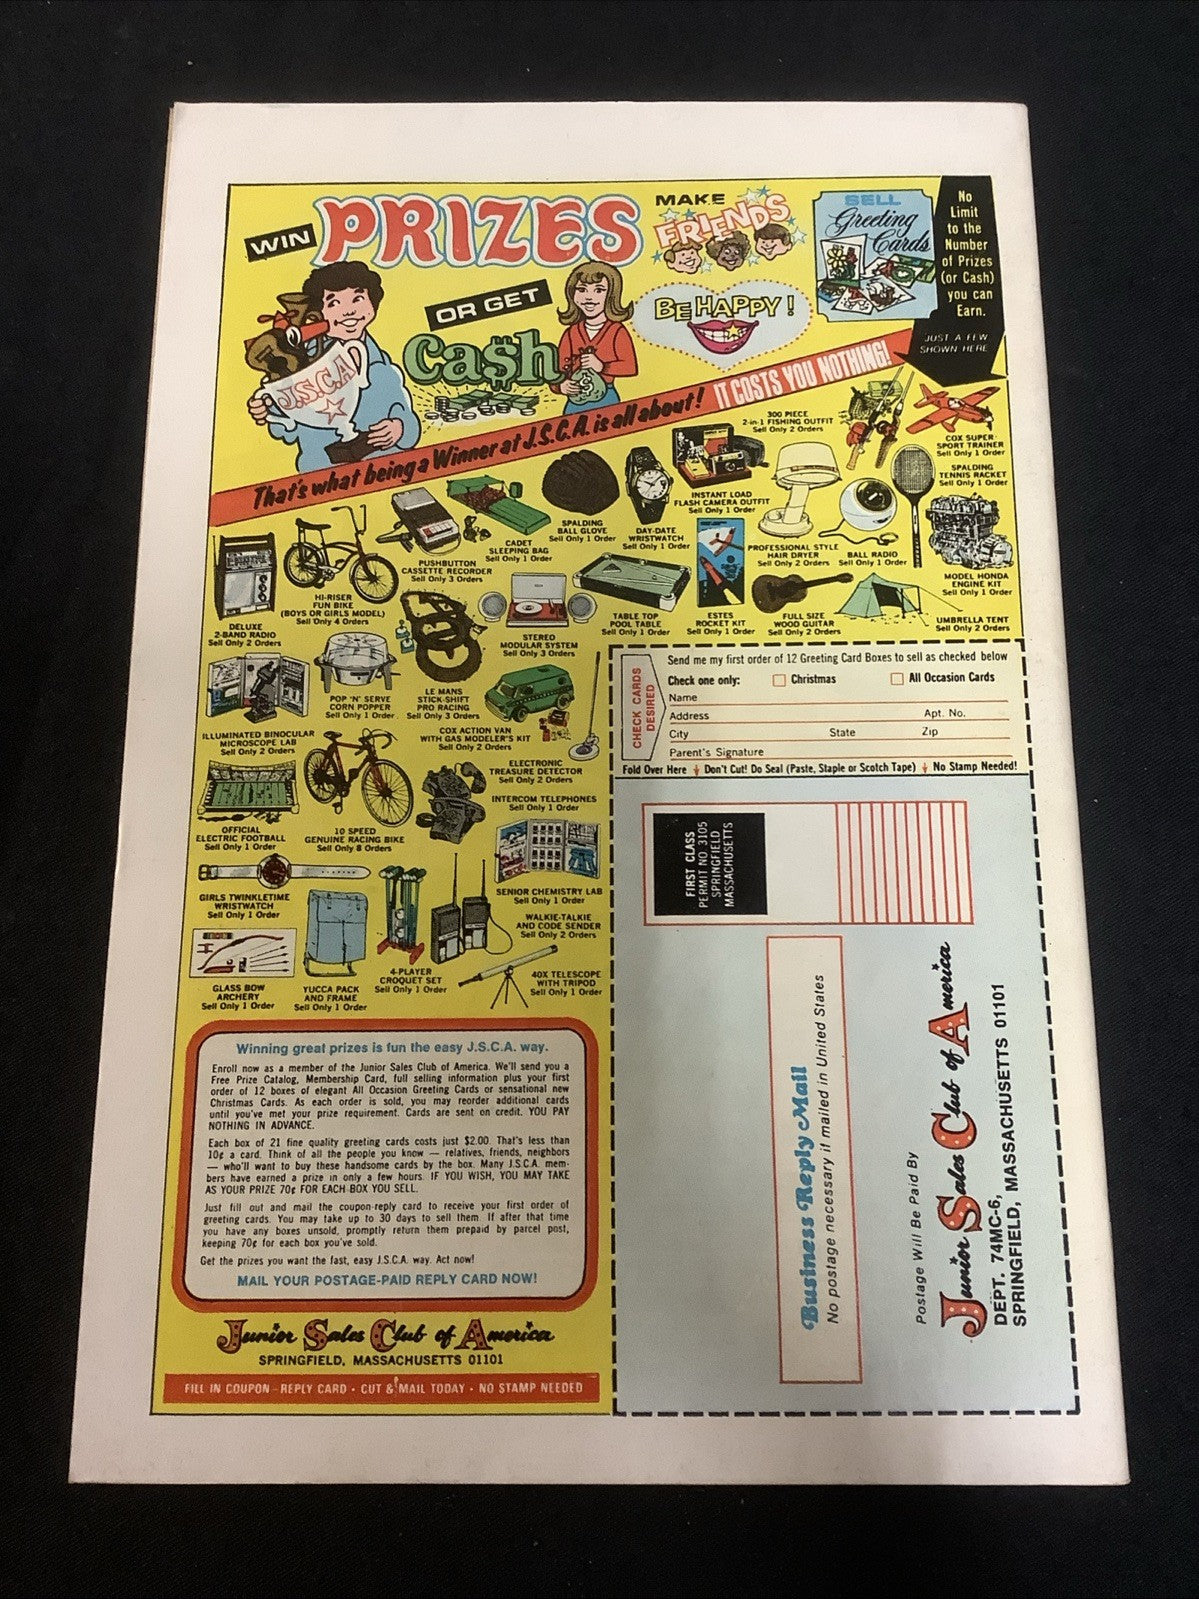 WIN PRIZES
OR GET
Ca$h
MAKE
FRIENDS
BE HAPPY!
SELL
Greeting
Cards
No
Limit
to the
Number
of Prizes
(or Cash)
you can
Earn.
JUST A FEW
SHOWN HERE
J.S.C.A.
$
That's what being a Winner at J.S.C.A. is all about! IT COSTS YOU NOTHING!
300 PIECE
2-in-1 FISHING OUTFIT
Sell Only 2 Orders
COX SUPER
SPORT TRAINER
Sell Only 1 Order
SPALDING
TENNIS RACKET
Sell Only 1 Order
INSTANT LOAD
FLASH CAMERA OUTFIT
Sell Only 1 Order
SPALDING
BALL GLOVE
Sell Only 1 Order
DAY-DATE
WRISTWATCH
Sell Only 1 Order
CADET
SLEEPING BAG
Sell Only 1 Order
PUSHBUTTON
CASSETTE RECORDER
Sell Only 3 Orders
PROFESSIONAL STYLE
HAIR DRYER
Sell Only 2 Orders
BALL RADIO
Sell Only 1 Order
MODEL HONDA
ENGINE KIT
Sell Only 1 Order
HI-RISER
FUN BIKE
(BOYS OR GIRLS MODEL)
Sell Only 4 Orders
DELUXE
2-BAND RADIO
Sell Only 2 Orders
STEREO
MODULAR SYSTEM
Sell Only 3 Orders
TABLE TOP
POOL TABLE
Sell Only 1 Order
ESTES
ROCKET KIT
Sell Only 1 Order
FULL SIZE
WOOD GUITAR
Sell Only 2 Orders
UMBRELLA TENT
Sell Only 2 Orders
POP 'N' SERVE
CORN POPPER
Sell Only 1 Order
LE MANS
STICK-SHIFT
PRO RACING
Sell Only 3 Orders
ILLUMINATED BINOCULAR
MICROSCOPE LAB
Sell Only 2 Orders
COX ACTION VAN
WITH GAS MODELER'S KIT
Sell Only 2 Orders
ELECTRONIC
TREASURE DETECTOR
Sell Only 2 Orders
INTERCOM TELEPHONES
Sell Only 1 Order
OFFICIAL
ELECTRIC FOOTBALL
Sell Only 1 Order
10 SPEED
GENUINE RACING BIKE
Sell Only 8 Orders
SENIOR CHEMISTRY LAB
Sell Only 1 Order
GIRLS TWINKLETIME
WRISTWATCH
Sell Only 1 Order
WALKIE-TALKIE
AND CODE SENDER
Sell Only 2 Orders
GLASS BOW
ARCHERY
Sell Only 1 Order
YUCCA PACK
AND FRAME
Sell Only 1 Order
4-PLAYER
CROQUET SET
Sell Only 1 Order
40X TELESCOPE
WITH TRIPOD
Sell Only 1 Order
Winning great prizes is fun the easy J.S.C.A. way.
Enroll now as a member of the Junior Sales Club of America. We'll send you a
Free Prize Catalog, Membership Card, full selling information plus your first
order of 12 boxes of elegant All Occasion Greeting Cards or sensational new
Christmas Cards. As each order is sold, you may reorder additional cards
until you've met your prize requirement. Cards are sent on credit. YOU PAY
NOTHING IN ADVANCE.
Each box of 21 fine quality greeting cards costs just $2.00. That's less than
10¢ a card. Think of all the people you know — relatives, friends, neighbors
— who'll want to buy these handsome cards by the box. Many J.S.C.A. mem-
bers have earned a prize in only a few hours. IF YOU WISH, YOU MAY TAKE
AS YOUR PRIZE 70¢ FOR EACH BOX YOU SELL.
Just fill out and mail the coupon-reply card to receive your first order of
greeting cards. You may take up to 30 days to sell them. If after that time
you have any boxes unsold, promptly return them prepaid by parcel post,
keeping 70¢ for each box you've sold.
Get the prizes you want the fast, easy J.S.C.A. way. Act now!
MAIL YOUR POSTAGE-PAID REPLY CARD NOW!
Junior Sales Club of America
SPRINGFIELD, MASSACHUSETTS 01101
FILL IN COUPON-REPLY CARD • CUT & MAIL TODAY • NO STAMP NEEDED
CHECK CARDS
DESIRED
Send me my first order of 12 Greeting Card Boxes to sell as checked below
Check one only: Christmas All Occasion Cards
Name
Address Apt. No.
City State Zip
Parent's Signature
Fold Over Here Don't Cut! Do Seal (Paste, Staple or Scotch Tape) No Stamp Needed!
FIRST CLASS
PERMIT NO. 3105
SPRINGFIELD
MASSACHUSETTS
Business Reply Mail
No postage necessary if mailed in United States
Postage Will Be Paid By
Junior Sales Club of America
DEPT. 74MC-6,
SPRINGFIELD, MASSACHUSETTS 01101